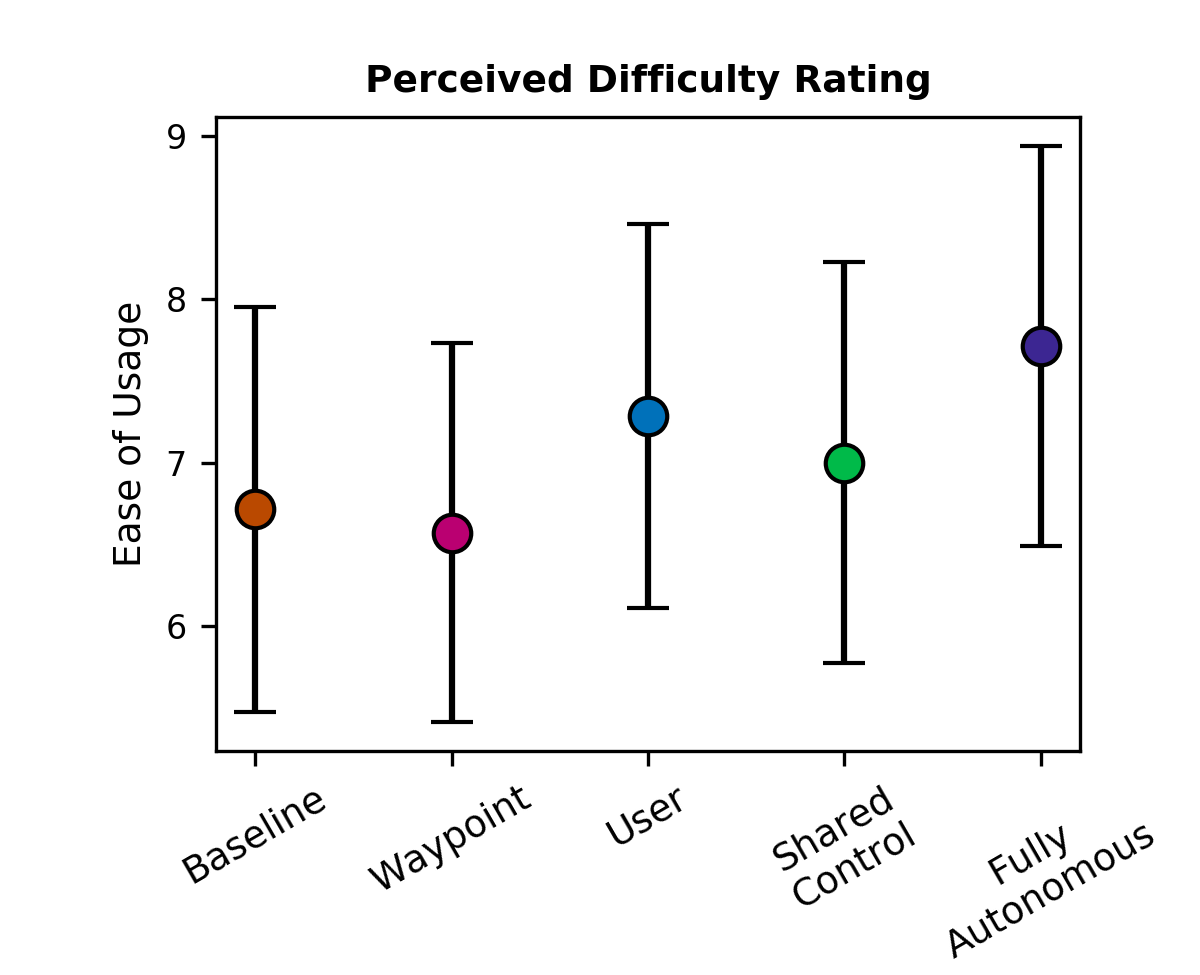 Perceived Difficulty Rating
Ease of Usage
9
8
7
6
Baseline
Waypoint
User
Shared
Control
Fully
Autonomous